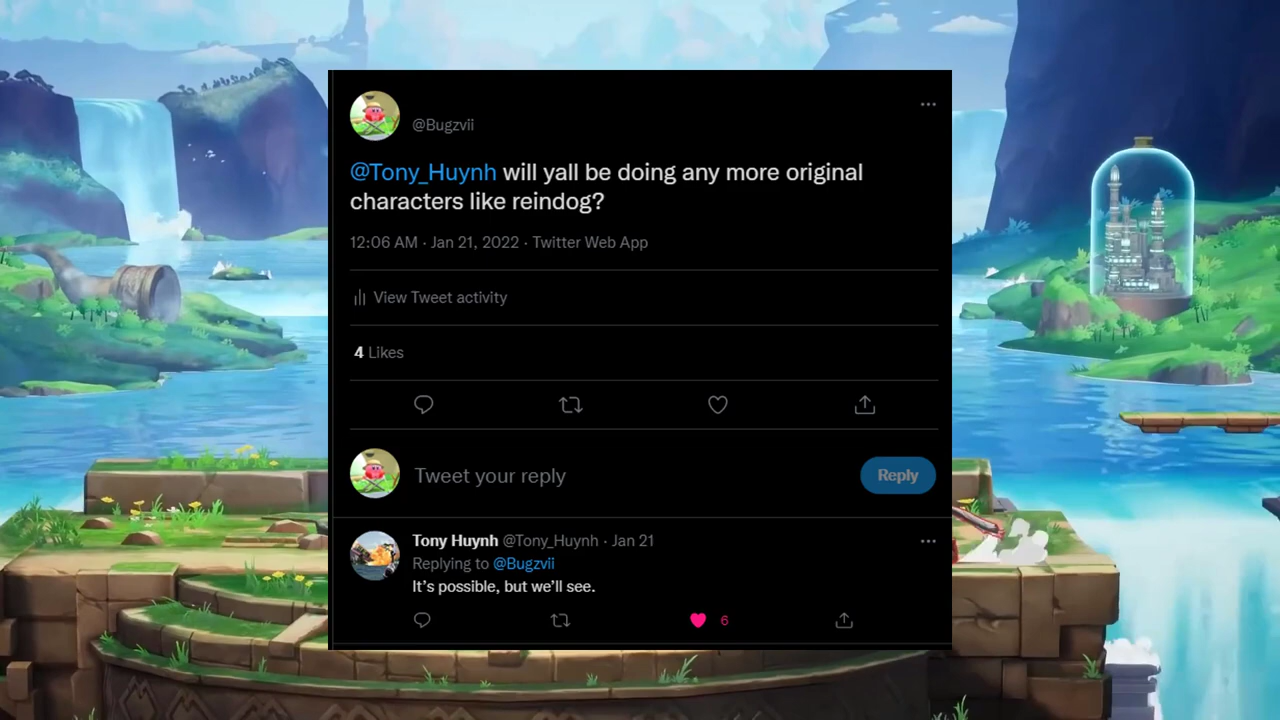 @Bugzvii
@Tony_Huynh will yall be doing any more original
characters like reindog?
12:06 AM · Jan 21, 2022 · Twitter Web App
View Tweet activity
4 Likes
Tweet your reply
Reply
Tony Huynh @Tony_Huynh · Jan 21
Replying to @Bugzvii
It’s possible, but we’ll see.
6